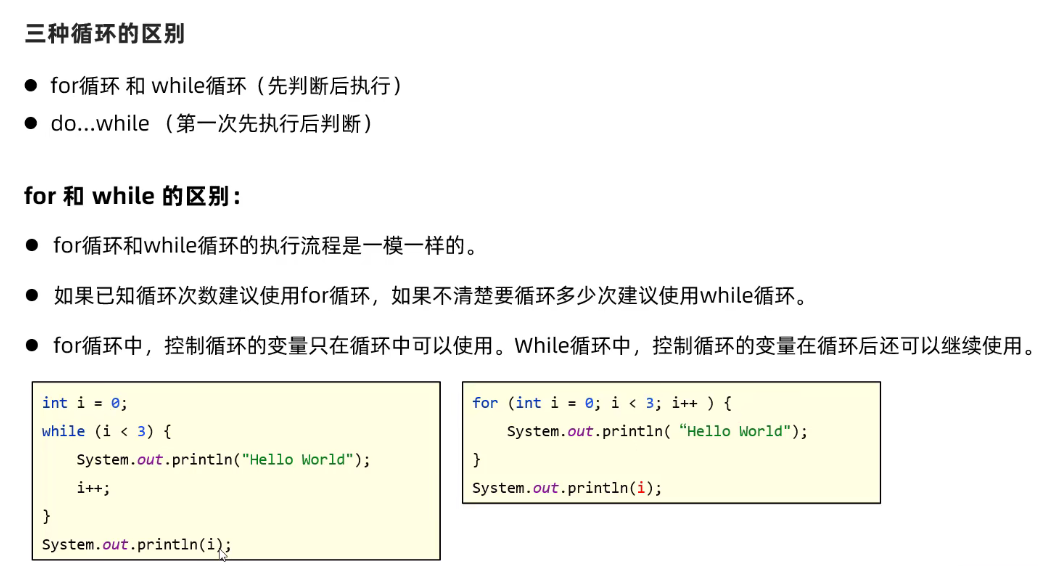 三种循环的区别
● for循环 和 while循环（先判断后执行）
● do...while （第一次先执行后判断）
for 和 while 的区别：
● for循环和while循环的执行流程是一模一样的。
● 如果已知循环次数建议使用for循环，如果不清楚要循环多少次建议使用while循环。
● for循环中，控制循环的变量只在循环中可以使用。While循环中，控制循环的变量在循环后还可以继续使用。
int i = 0;
while (i < 3) {
    System.out.println("Hello World");
    i++;
}
System.out.println(i);
for (int i = 0; i < 3; i++ ) {
    System.out.println( “Hello World");
}
System.out.println(i);